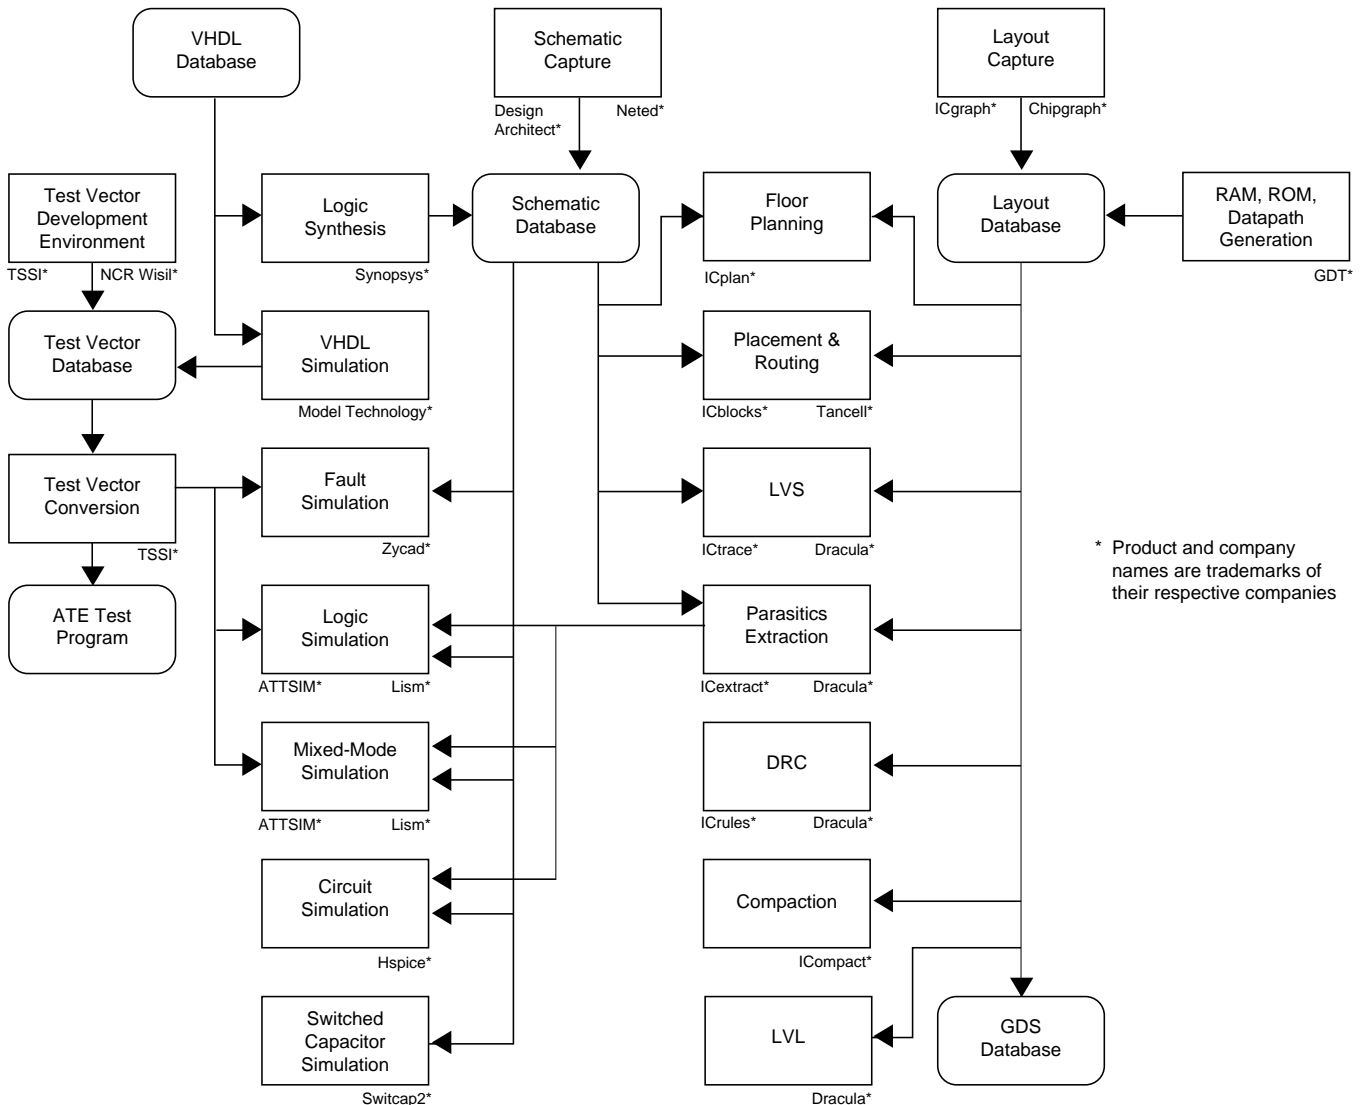 VHDL
Database
Schematic
Capture
Layout
Capture
Design
Architect*
Neted*
ICgraph*
Chipgraph*
Test Vector
Development
Environment
Logic
Synthesis
Schematic
Database
Floor
Planning
Layout
Database
RAM, ROM,
Datapath
Generation
TSSI*
NCR Wisil*
Synopsys*
ICplan*
GDT*
Test Vector
Database
VHDL
Simulation
Placement &
Routing
Model Technology*
ICblocks*
Tancell*
Test Vector
Conversion
Fault
Simulation
LVS
TSSI*
Zycad*
ICtrace*
Dracula*
* Product and company
names are trademarks of
their respective companies
ATE Test
Program
Logic
Simulation
Parasitics
Extraction
ATTSIM*
Lism*
ICextract*
Dracula*
Mixed-Mode
Simulation
DRC
ATTSIM*
Lism*
ICrules*
Dracula*
Circuit
Simulation
Compaction
Hspice*
ICompact*
Switched
Capacitor
Simulation
LVL
GDS
Database
Switcap2*
Dracula*